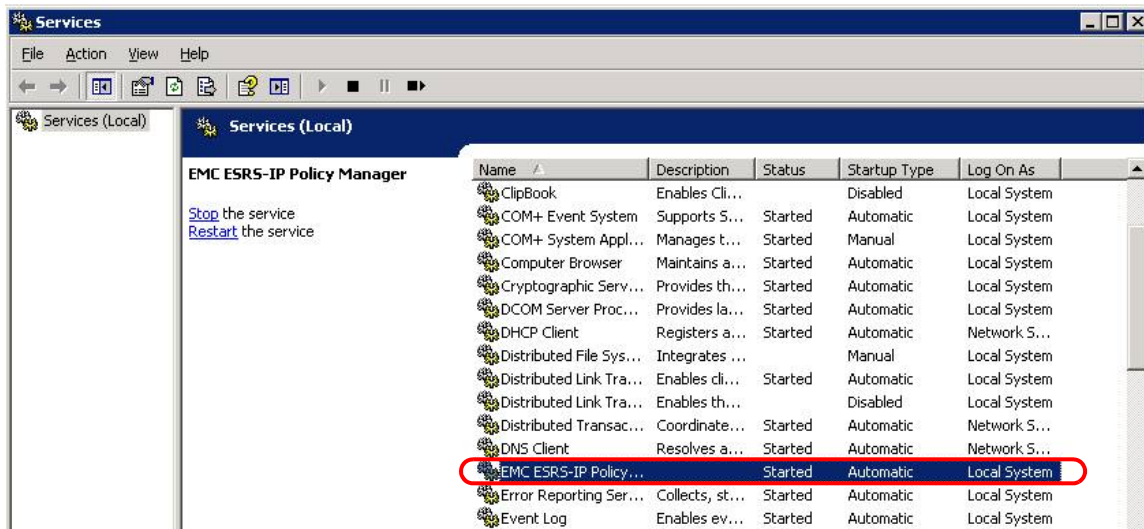 Services
File Action View Help
Services (Local)
Services (Local)
EMC ESRS-IP Policy Manager
Stop the service
Restart the service
Name Description Status Startup Type Log On As
ClipBook Enables Cli... Disabled Local System
COM+ Event System Supports S... Started Automatic Local System
COM+ System Appl... Manages t... Started Manual Local System
Computer Browser Maintains a... Started Automatic Local System
Cryptographic Serv... Provides th... Started Automatic Local System
DCOM Server Proc... Provides la... Started Automatic Local System
DHCP Client Registers a... Started Automatic Network S...
Distributed File Sys... Integrates ... Manual Local System
Distributed Link Tra... Enables cli... Started Automatic Local System
Distributed Link Tra... Enables th... Disabled Local System
Distributed Transac... Coordinate... Started Automatic Network S...
DNS Client Resolves a... Started Automatic Network S...
EMC ESRS-IP Policy... Started Automatic Local System
Error Reporting Ser... Collects, st... Started Automatic Local System
Event Log Enables ev... Started Automatic Local System